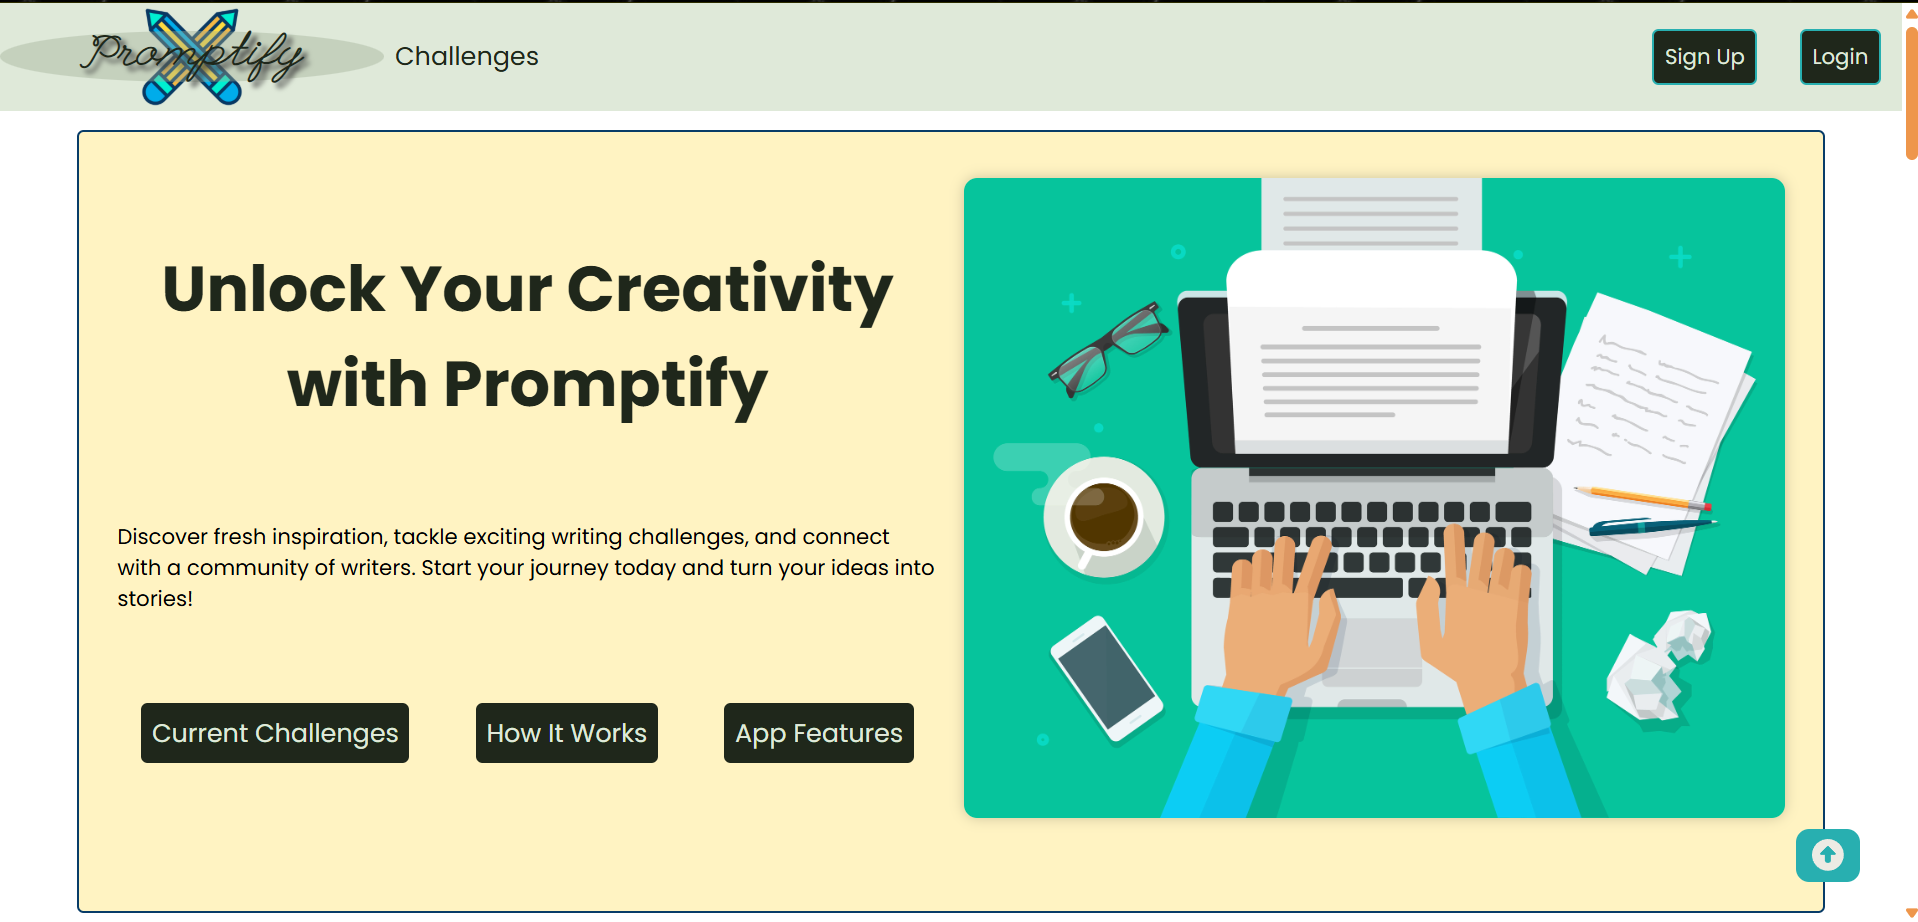 Promptify
Challenges
Sign Up
Login
Unlock Your Creativity
with Promptify
Discover fresh inspiration, tackle exciting writing challenges, and connect
with a community of writers. Start your journey today and turn your ideas into
stories!
Current Challenges
How It Works
App Features